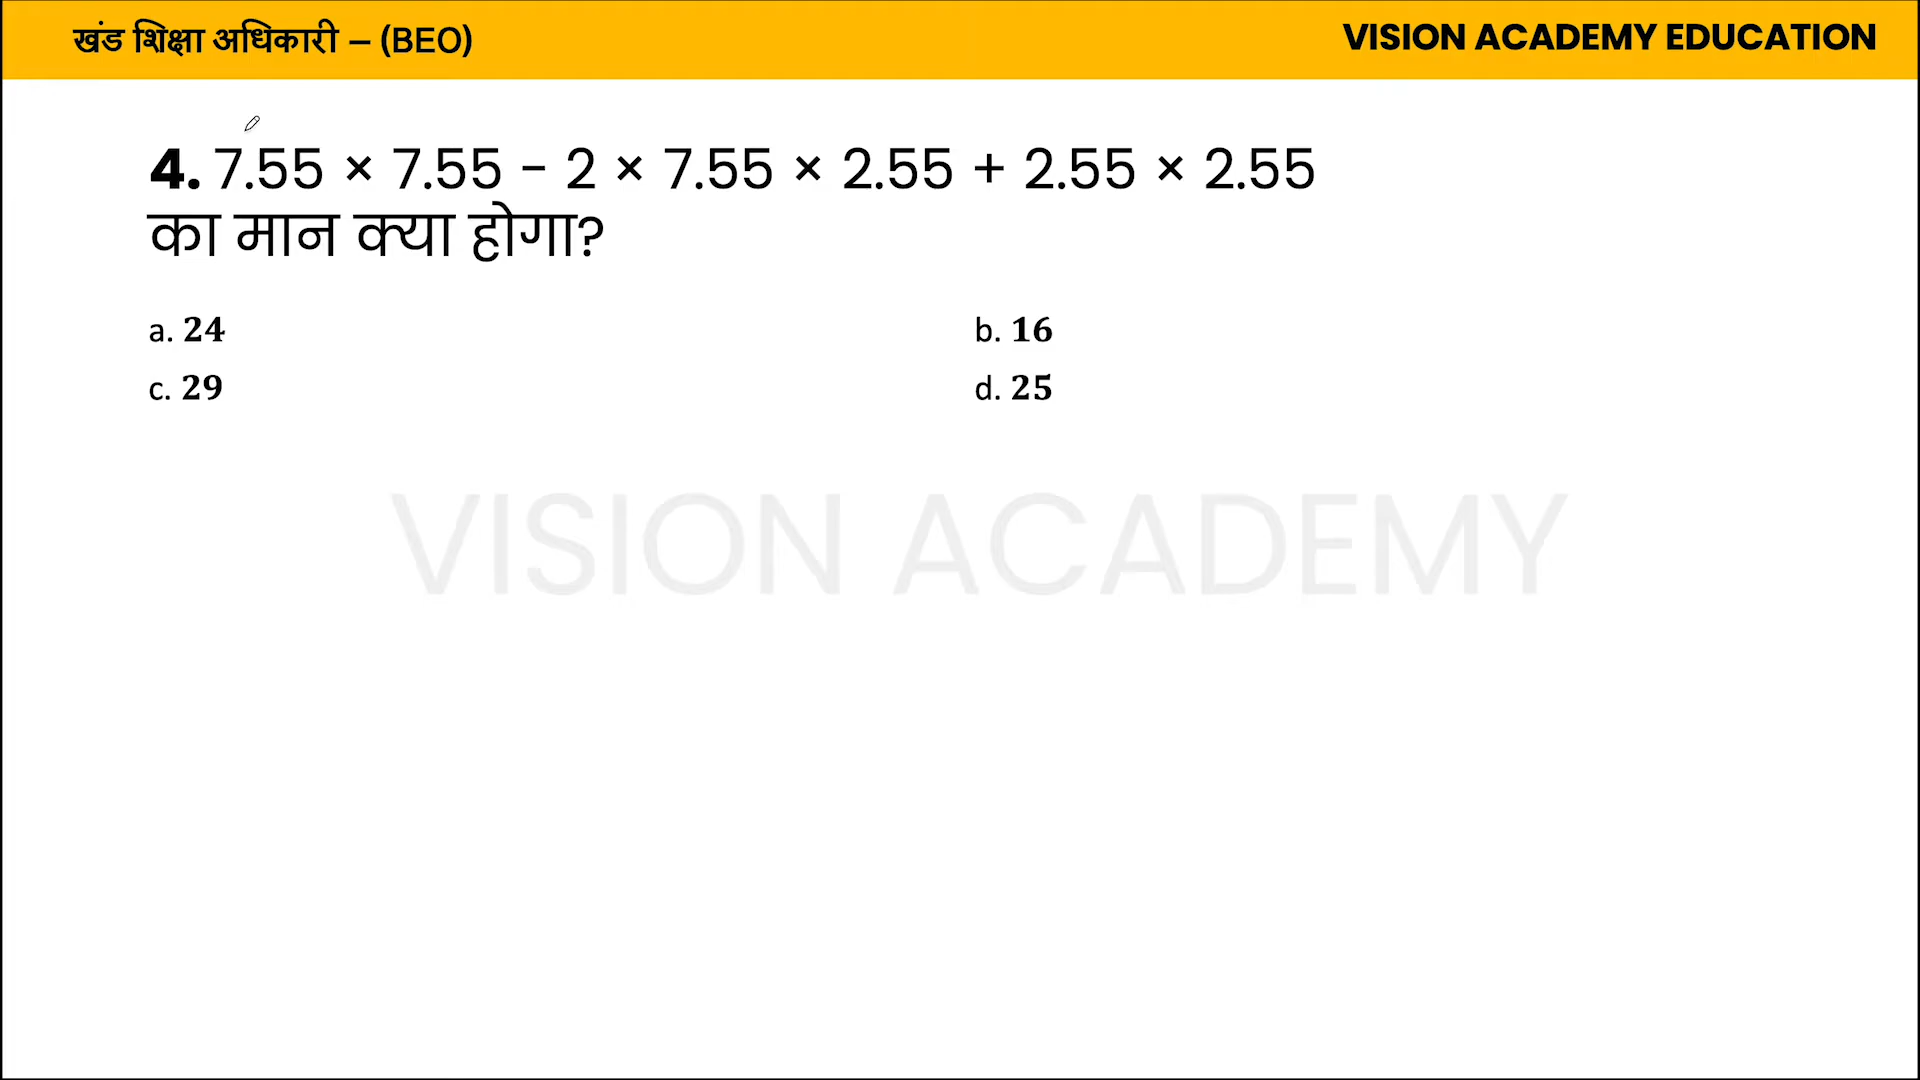 खंड शिक्षा अधिकारी – (BEO)
VISION ACADEMY EDUCATION
4. 7.55 × 7.55 - 2 × 7.55 × 2.55 + 2.55 × 2.55
का मान क्या होगा?
a. 24
b. 16
c. 29
d. 25
VISION ACADEMY